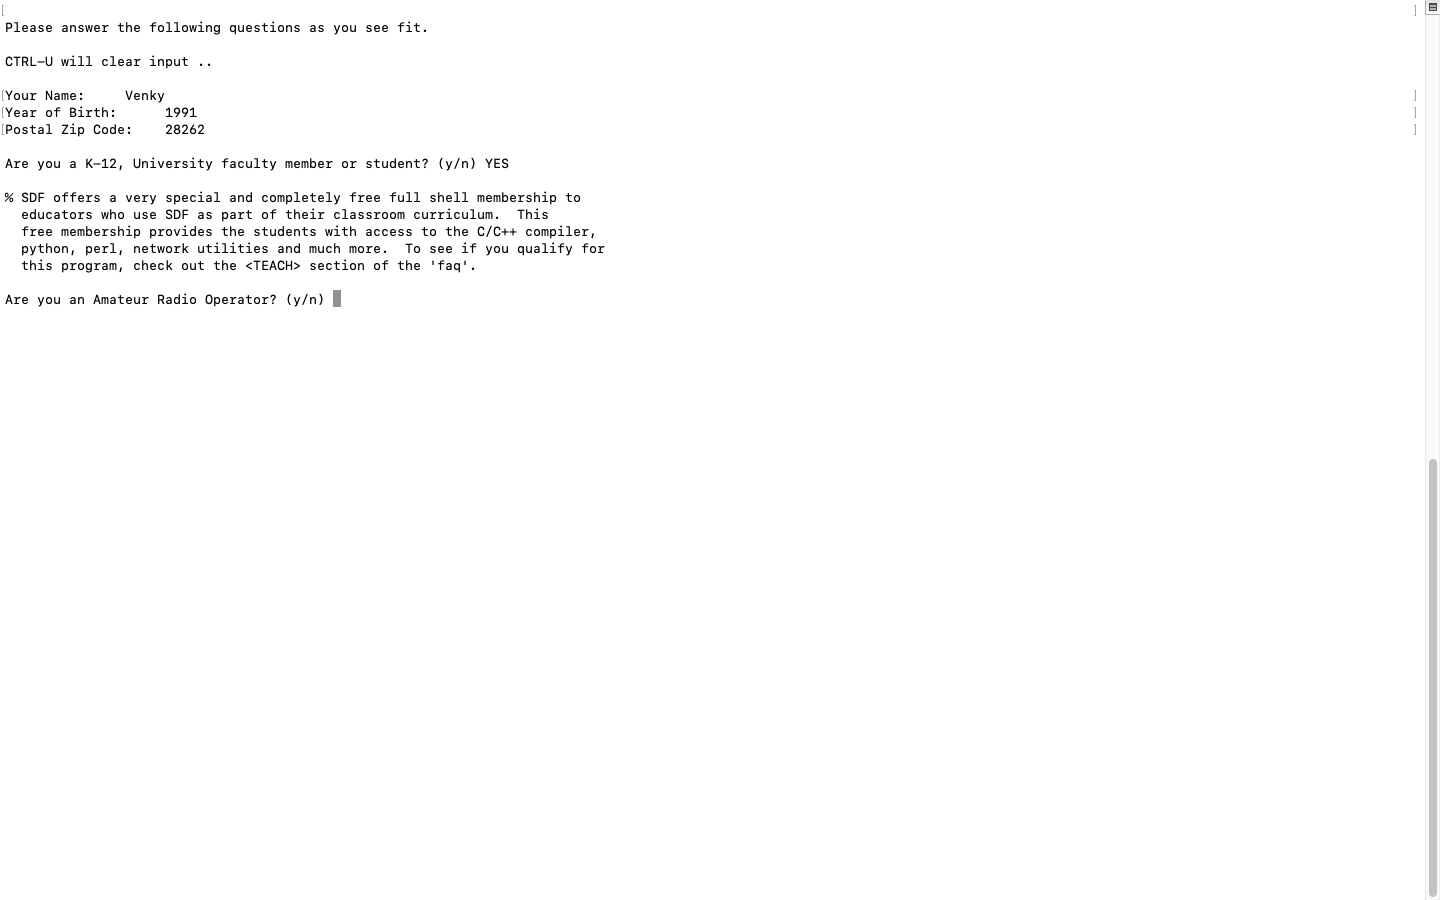 [ ]
Please answer the following questions as you see fit.
CTRL-U will clear input ..
[Your Name:     Venky ]
[Year of Birth:      1991 ]
[Postal Zip Code:    28262 ]
Are you a K-12, University faculty member or student? (y/n) YES
% SDF offers a very special and completely free full shell membership to
  educators who use SDF as part of their classroom curriculum.  This
  free membership provides the students with access to the C/C++ compiler,
  python, perl, network utilities and much more.  To see if you qualify for
  this program, check out the <TEACH> section of the 'faq'.
Are you an Amateur Radio Operator? (y/n)